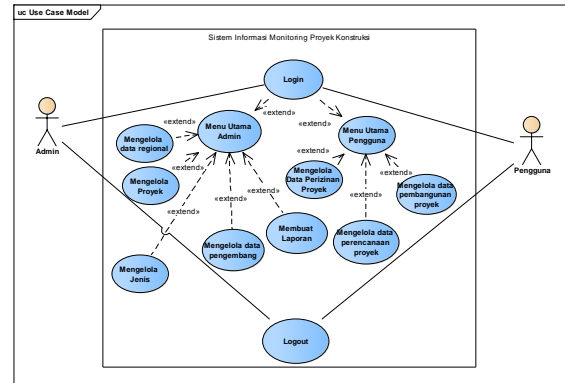 uc Use Case Model
Sistem Informasi Monitoring Proyek Konstruksi
Login
«extend»
«extend»
Menu Utama
Admin
Menu Utama
Pengguna
Admin
Pengguna
«extend»
Mengelola
data regional
«extend»
Mengelola
Proyek
«extend»
Mengelola
Data Perizinan
Proyek
«extend»
Mengelola data
pembangunan
proyek
«extend»
«extend»
«extend»
«extend»
Mengelola
Jenis
Mengelola data
pengembang
Membuat
Laporan
Mengelola data
perencanaan
proyek
Logout